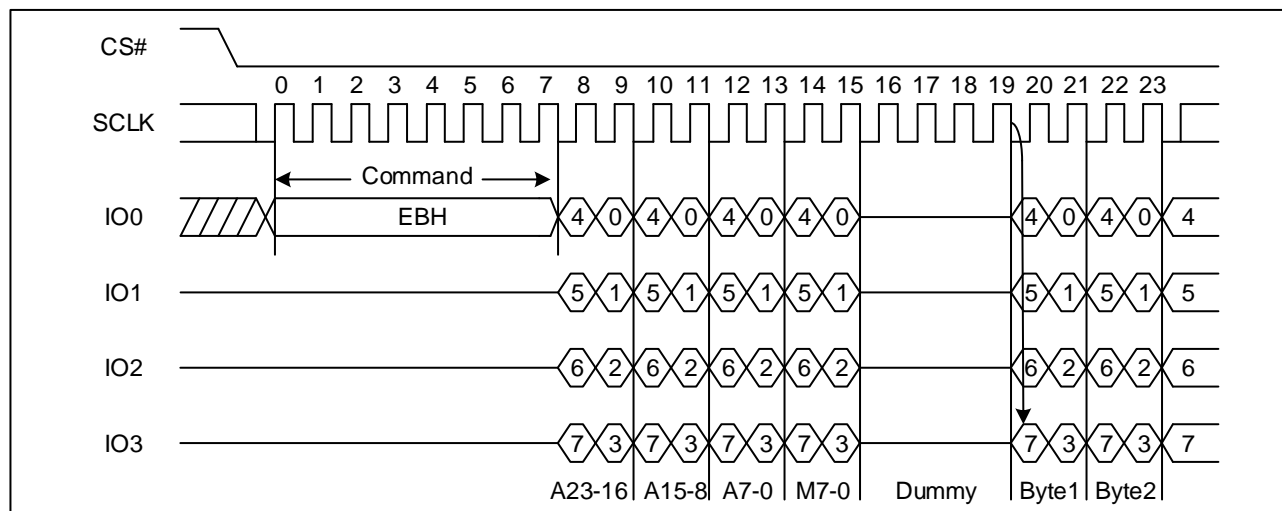 CS#
0 1 2 3 4 5 6 7 8 9 10 11 12 13 14 15 16 17 18 19 20 21 22 23
SCLK
Command
IO0 EBH 4 0 4 0 4 0 4 0 4 0 4 0 4
IO1 5 1 5 1 5 1 5 1 5 1 5 1 5
IO2 6 2 6 2 6 2 6 2 6 2 6 2 6
IO3 7 3 7 3 7 3 7 3 7 3 7 3 7
A23-16 A15-8 A7-0 M7-0 Dummy Byte1 Byte2